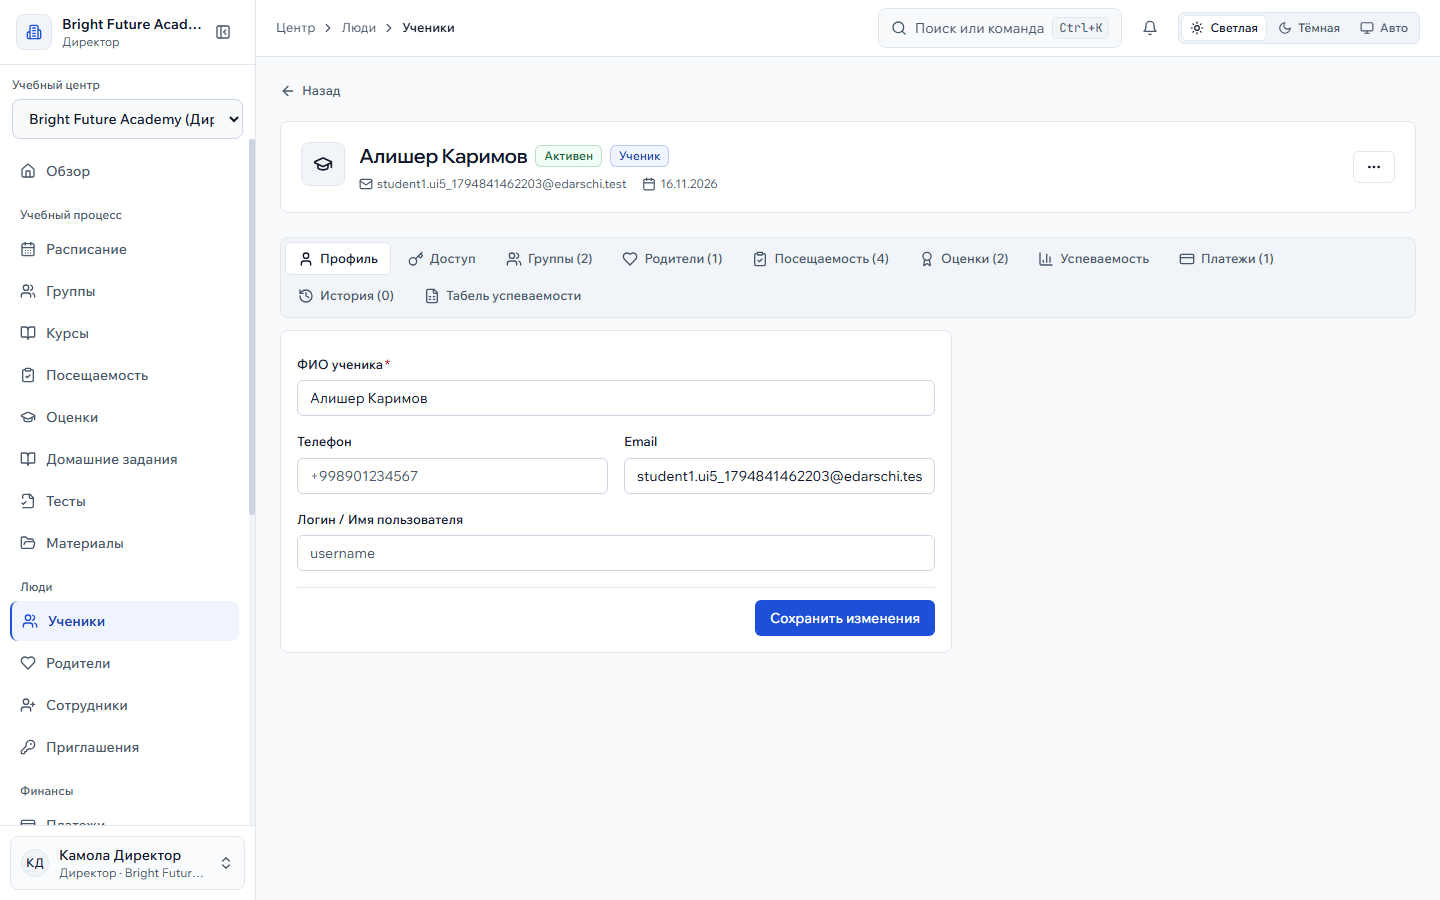 Bright Future Acad...
Директор
Учебный центр
Bright Future Academy (Дир
Обзор
Учебный процесс
Расписание
Группы
Курсы
Посещаемость
Оценки
Домашние задания
Тесты
Материалы
Люди
Ученики
Родители
Сотрудники
Приглашения
Финансы
Платежи
КД
Камола Директор
Директор · Bright Futur...
Центр > Люди > Ученики
Поиск или команда Ctrl+K
Светлая
Тёмная
Авто
Назад
Алишер Каримов Активен Ученик
student1.ui5_1794841462203@edarschi.test 16.11.2026
Профиль Доступ Группы (2) Родители (1) Посещаемость (4) Оценки (2) Успеваемость Платежи (1)
История (0) Табель успеваемости
ФИО ученика*
Алишер Каримов
Телефон Email
+998901234567 student1.ui5_1794841462203@edarschi.tes
Логин / Имя пользователя
username
Сохранить изменения